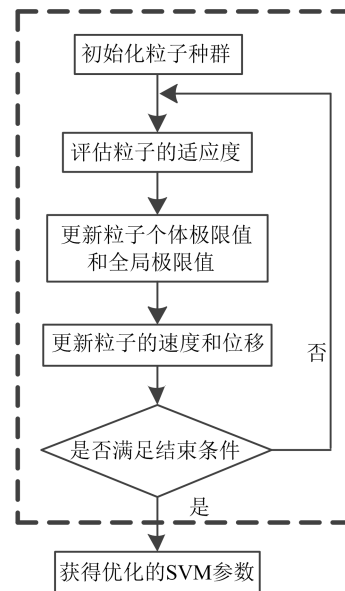 初始化粒子种群
评估粒子的适应度
更新粒子个体极限值
和全局极限值
更新粒子的速度和位移
否
是否满足结束条件
是
获得优化的SVM参数